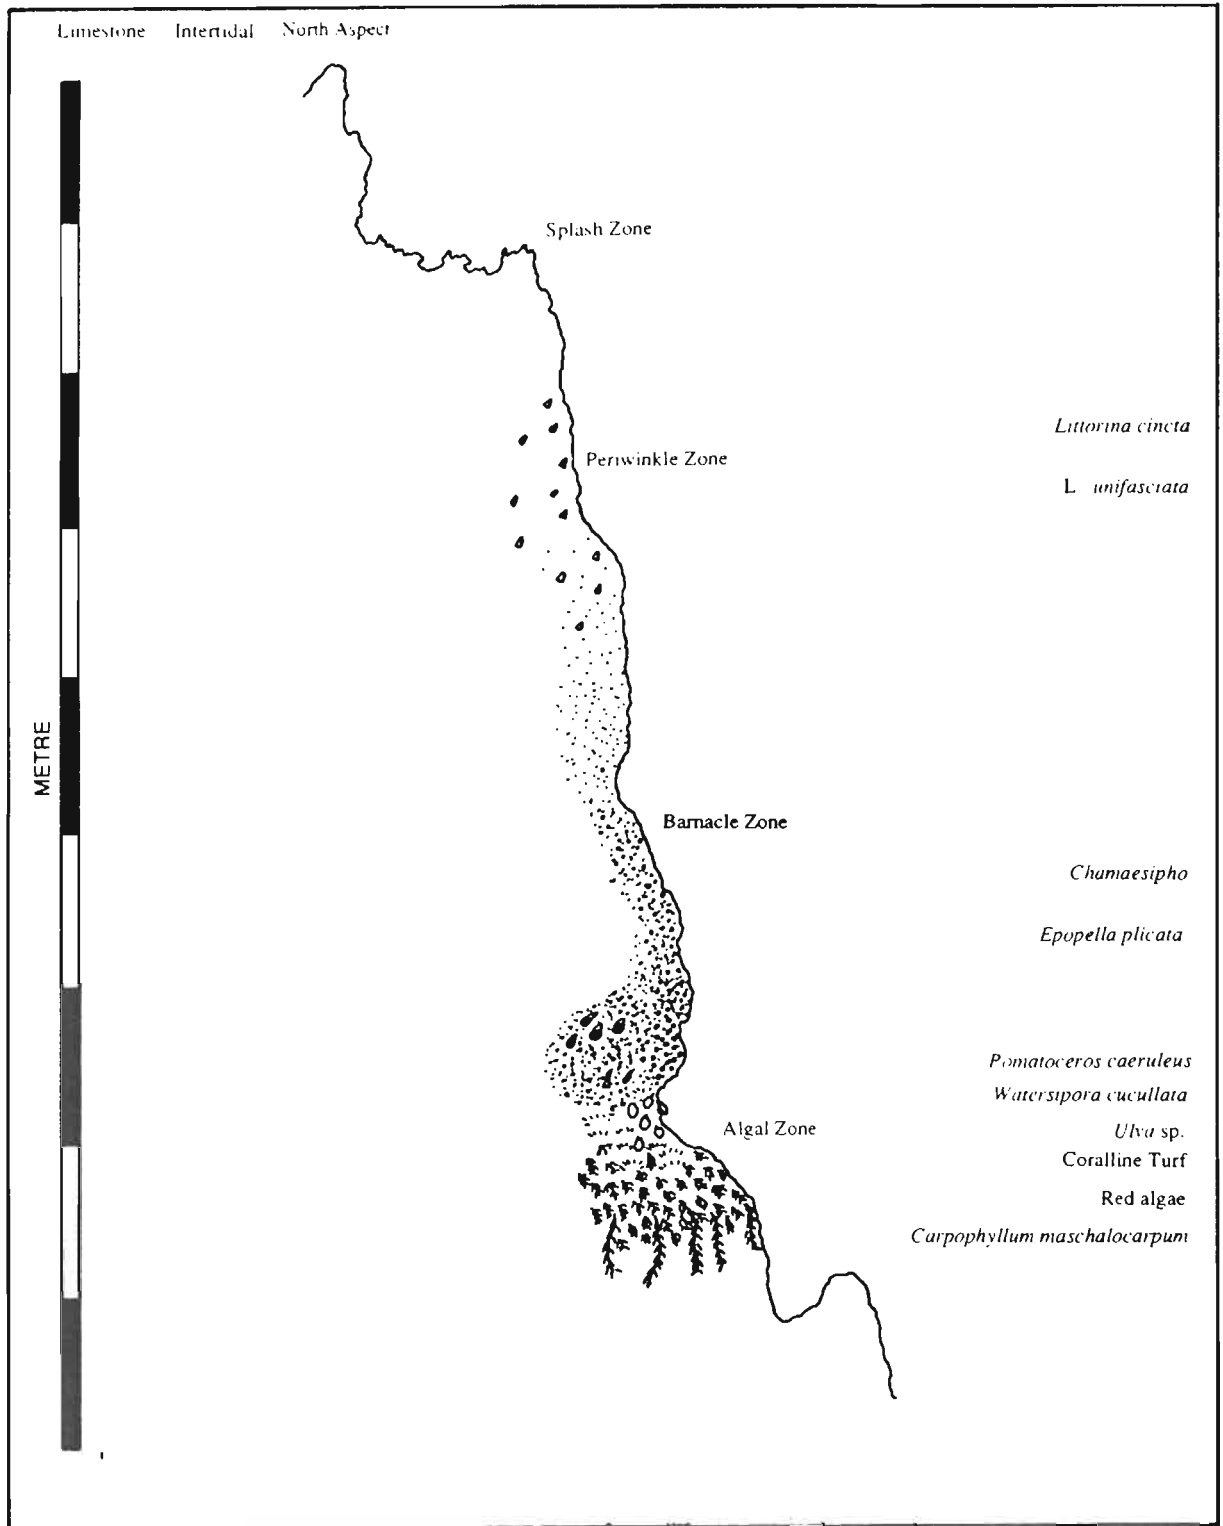 Limestone Intertidal North Aspect
Splash Zone
Littorina cincta
Periwinkle Zone
L unifasciata
METRE
Barnacle Zone
Chamaesipho
Epopella plicata
Pomatoceros caeruleus
Watersipora cucullata
Algal Zone
Ulva sp.
Coralline Turf
Red algae
Carpophyllum maschalocarpum